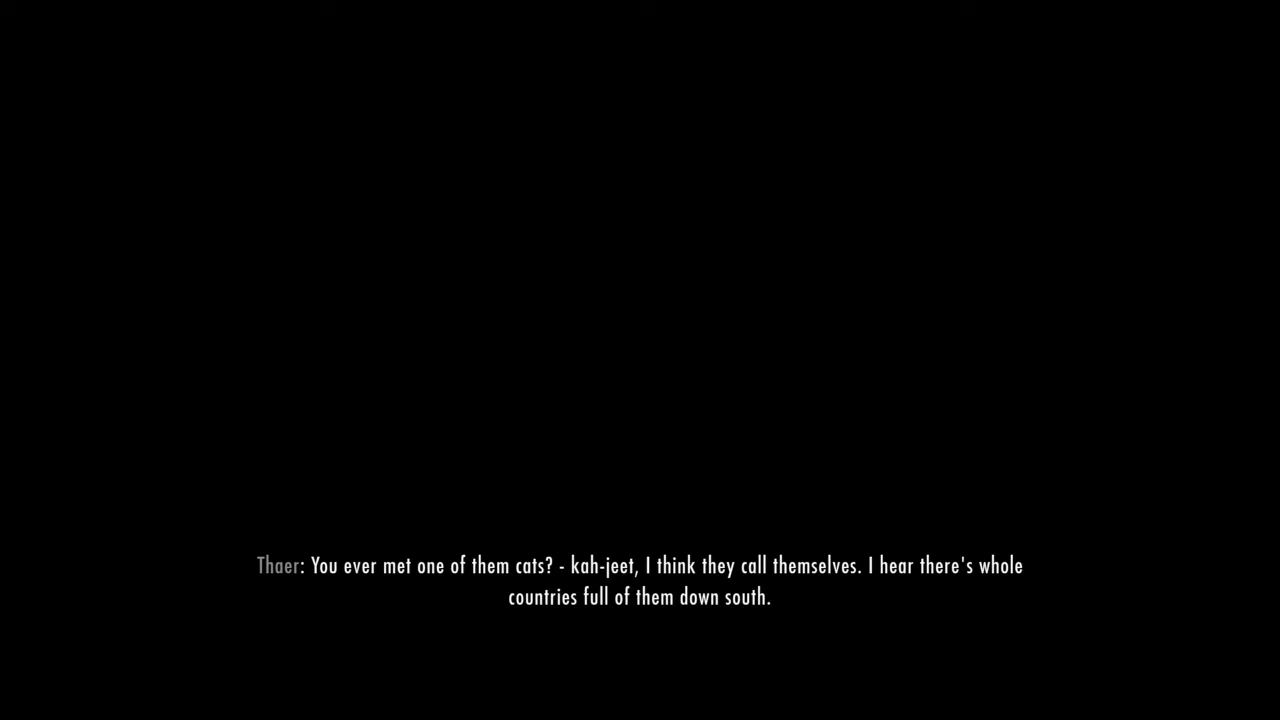 Thaer: You ever met one of them cats? - kah-jeet, I think they call themselves. I hear there's whole
countries full of them down south.